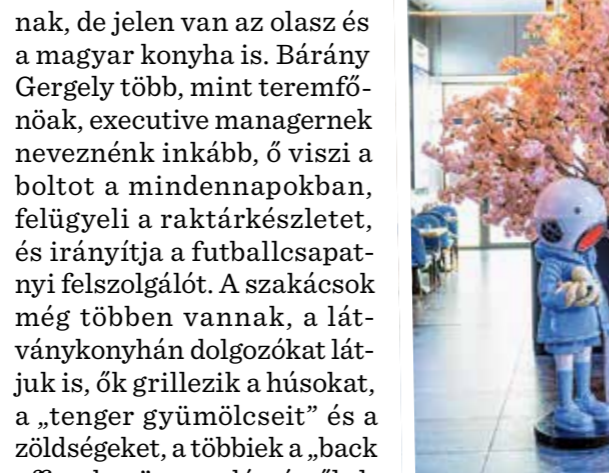 nak, de jelen van az olasz és
a magyar konyha is. Bárány
Gergely több, mint teremfő-
nöak, executive managernek
neveznénk inkább, ő viszi a
boltot a mindennapokban,
felügyeli a raktárkészletet,
és irányítja a futballcsapat-
nyi felszolgálót. A szakácsok
még többen vannak, a lát-
ványkonyhán dolgozókat lát-
juk is, ők grillezik a húsokat,
a „tenger gyümölcseit” és a
zöldségeket, a többiek a „back